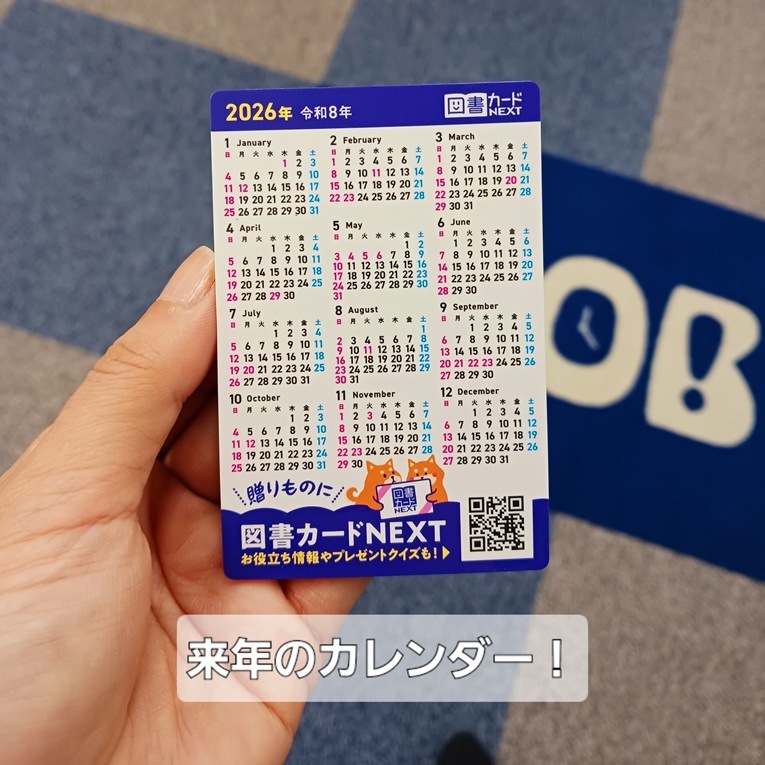 2026年 令和8年
図書カード
NEXT
1 January
日 月 火 水 木 金 土
1 2 3
4 5 6 7 8 9 10
11 12 13 14 15 16 17
18 19 20 21 22 23 24
25 26 27 28 29 30 31
2 February
日 月 火 水 木 金 土
1 2 3 4 5 6 7
8 9 10 11 12 13 14
15 16 17 18 19 20 21
22 23 24 25 26 27 28
3 March
日 月 火 水 木 金 土
1 2 3 4 5 6 7
8 9 10 11 12 13 14
15 16 17 18 19 20 21
22 23 24 25 26 27 28
29 30 31
4 April
日 月 火 水 木 金 土
1 2 3 4
5 6 7 8 9 10 11
12 13 14 15 16 17 18
19 20 21 22 23 24 25
26 27 28 29 30
5 May
日 月 火 水 木 金 土
1 2
3 4 5 6 7 8 9
10 11 12 13 14 15 16
17 18 19 20 21 22 23
24 25 26 27 28 29 30
31
6 June
日 月 火 水 木 金 土
1 2 3 4 5 6
7 8 9 10 11 12 13
14 15 16 17 18 19 20
21 22 23 24 25 26 27
28 29 30
7 July
日 月 火 水 木 金 土
1 2 3 4
5 6 7 8 9 10 11
12 13 14 15 16 17 18
19 20 21 22 23 24 25
26 27 28 29 30 31
8 August
日 月 火 水 木 金 土
1
2 3 4 5 6 7 8
9 10 11 12 13 14 15
16 17 18 19 20 21 22
23 24 25 26 27 28 29
30 31
9 September
日 月 火 水 木 金 土
1 2 3 4 5
6 7 8 9 10 11 12
13 14 15 16 17 18 19
20 21 22 23 24 25 26
27 28 29 30
10 October
日 月 火 水 木 金 土
1 2 3
4 5 6 7 8 9 10
11 12 13 14 15 16 17
18 19 20 21 22 23 24
25 26 27 28 29 30 31
11 November
日 月 火 水 木 金 土
1 2 3 4 5 6 7
8 9 10 11 12 13 14
15 16 17 18 19 20 21
22 23 24 25 26 27 28
29 30
12 December
日 月 火 水 木 金 土
1 2 3 4 5
6 7 8 9 10 11 12
13 14 15 16 17 18 19
20 21 22 23 24 25 26
27 28 29 30 31
贈りものに
図書
カード
NEXT
図書カードNEXT
お役立ち情報やプレゼントクイズも！
OB
来年のカレンダー！